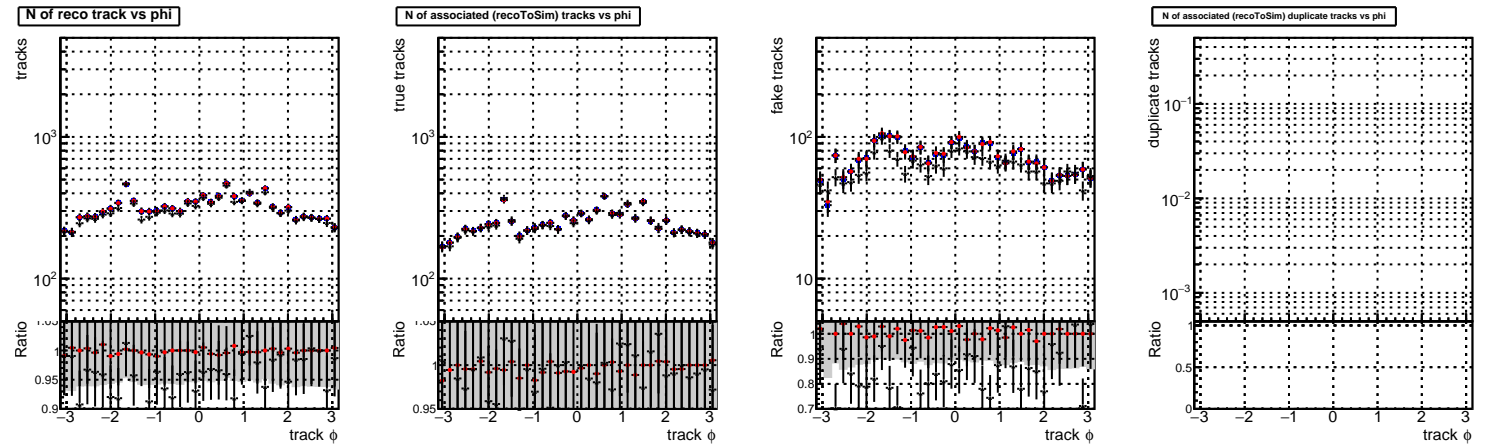 N of reco track vs phi
tracks
10³
10²
Ratio
1.05
1
0.95
0.9
−3 −2 −1 0 1 2 3
track ϕ
N of associated (recoToSim) tracks vs phi
true tracks
10³
10²
Ratio
1
0.95
−3 −2 −1 0 1 2 3
track ϕ
fake tracks
10²
10
Ratio
1
0.9
0.8
0.7
−3 −2 −1 0 1 2 3
track ϕ
N of associated (recoToSim) duplicate tracks vs phi
duplicate tracks
10⁻¹
10⁻²
10⁻³
Ratio
1
0.5
0
−3 −2 −1 0 1 2 3
track ϕ